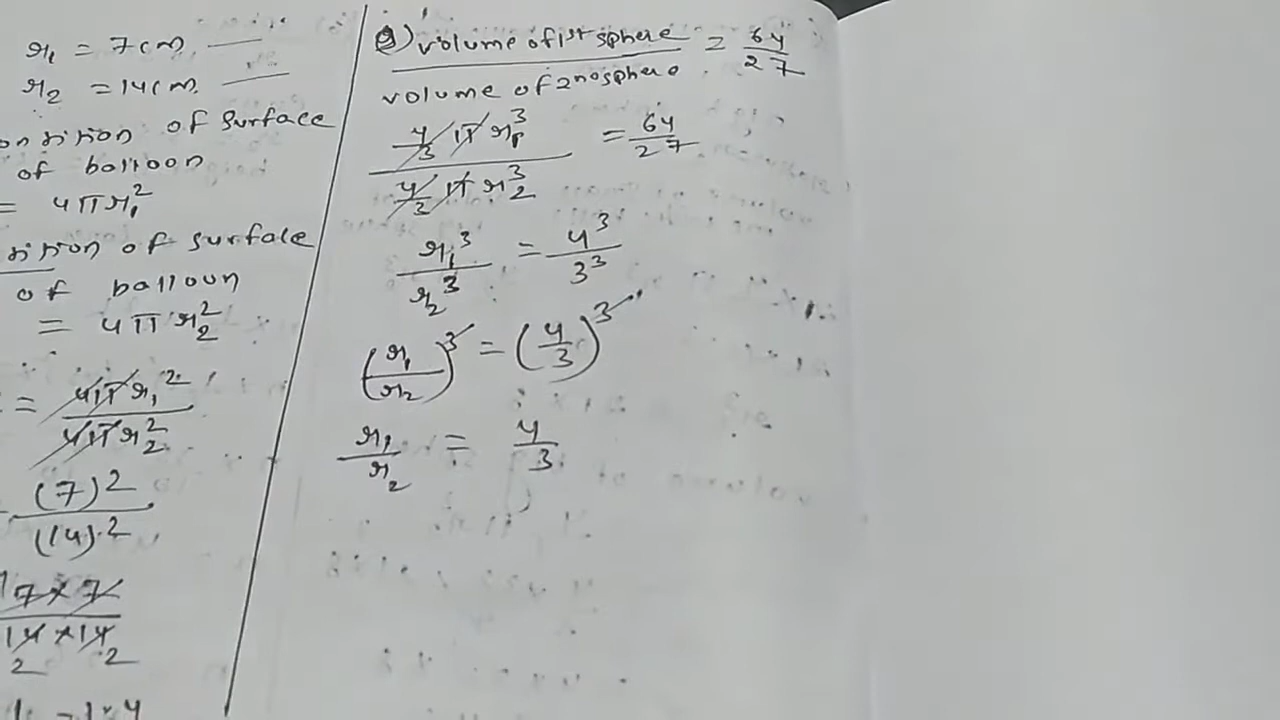 r₁ = 7cm
r₂ = 14cm
of surface
of balloon
= 4πr₁²
of surface
of balloon
= 4πr₂²
= 4πr₁² / 4πr₂²
(7)² / (14)²
7×7 / 14×14
2 2
volume of 1st sphere / volume of 2nd sphere = 64/27
4/3 π r₁³ / 4/3 π r₂³ = 64/27
r₁³ / r₂³ = 4³ / 3³
(r₁/r₂)³ = (4/3)³
r₁/r₂ = 4/3